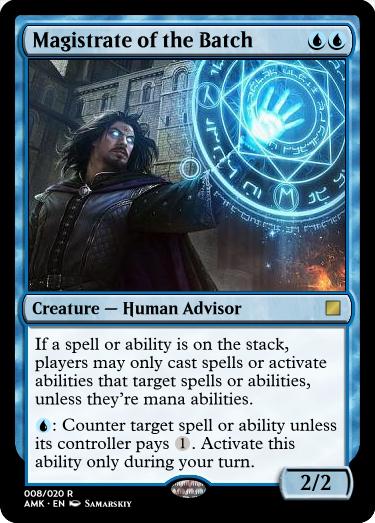 Magistrate of the Batch
Creature — Human Advisor
If a spell or ability is on the stack,
players may only cast spells or activate
abilities that target spells or abilities,
unless they're mana abilities.
: Counter target spell or ability unless
its controller pays 1. Activate this
ability only during your turn.
2/2
008/020 R
AMK • EN Samarskiy